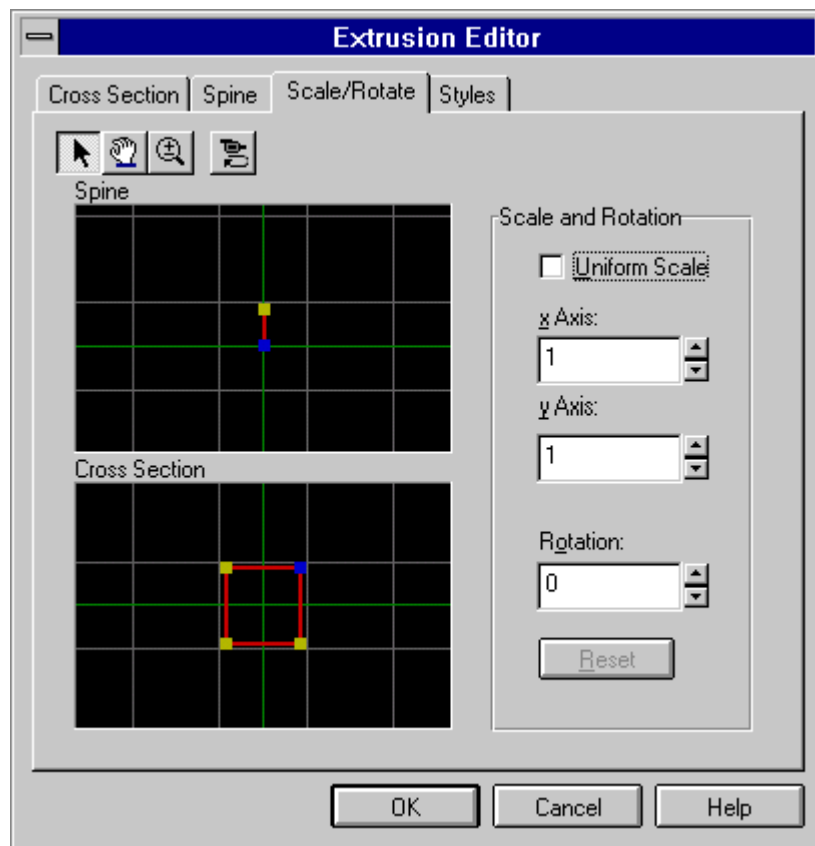 Extrusion Editor
Cross Section Spine Scale/Rotate Styles
Spine
Scale and Rotation
Uniform Scale
x Axis:
1
y Axis:
1
Cross Section
Rotation:
0
Reset
OK Cancel Help